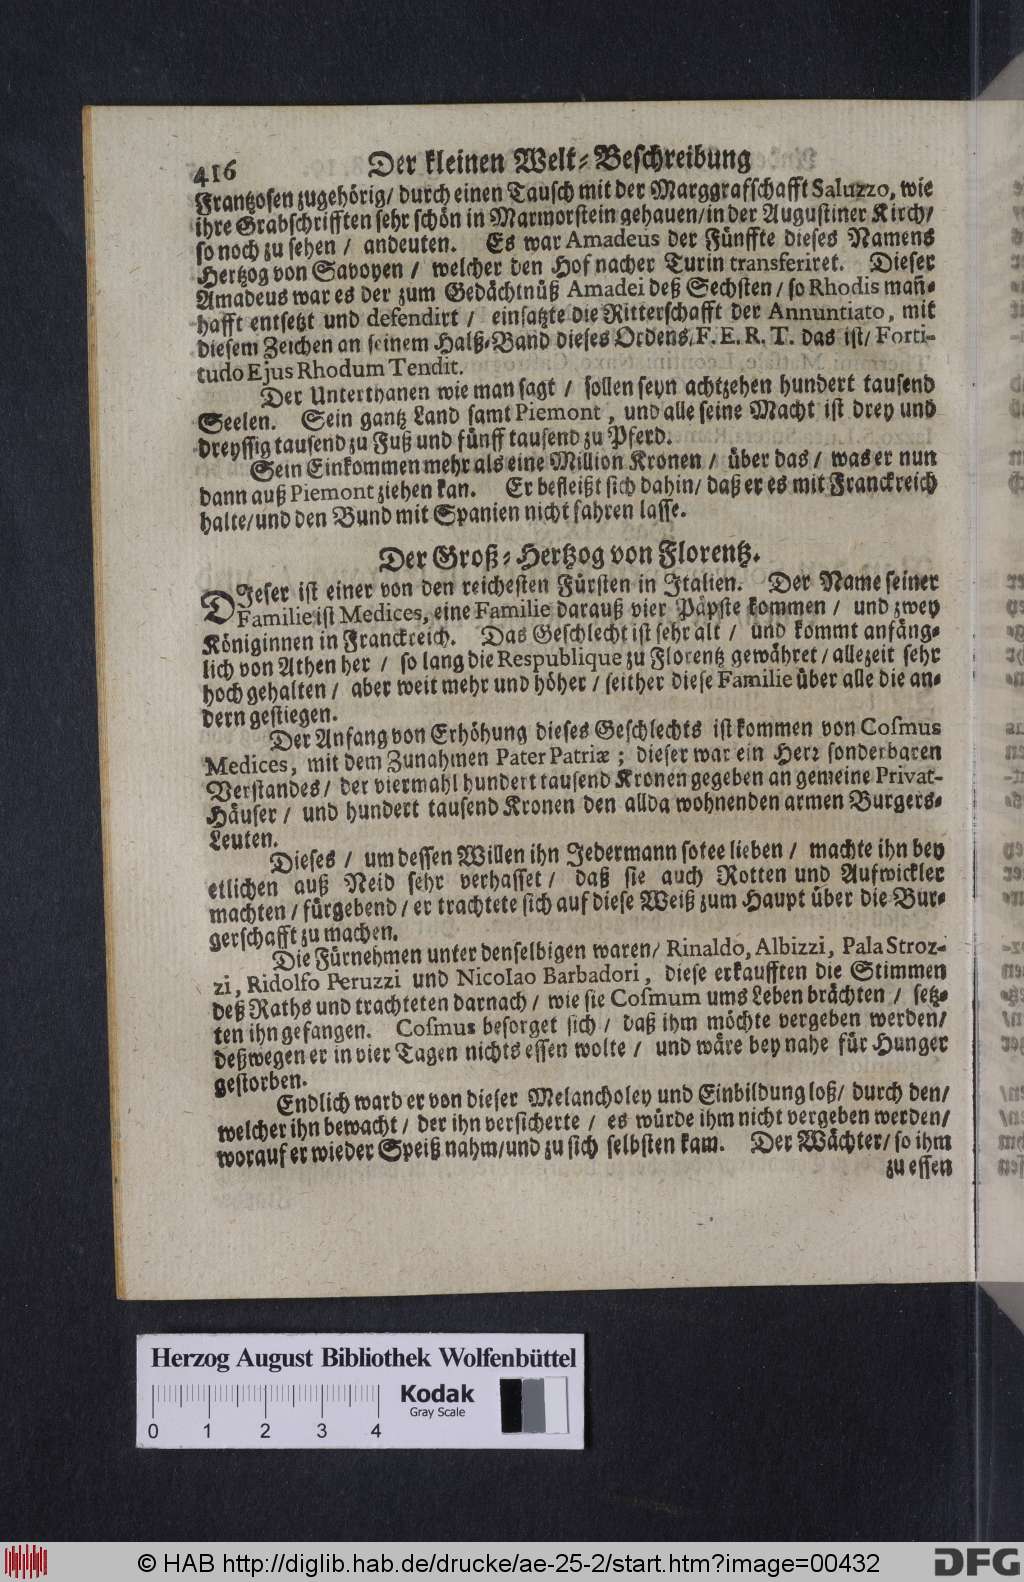 416 Der kleinen Welt-Beschreibung
Frantzosen zugehörig/ durch einen Tausch mit der Marggrafschafft Saluzzo, wie
ihre Grabschrifften sehr schön in Marmorstein gehauen/ in der Augustiner Kirch/
so noch zu sehen / andeuten. Es war Amadeus der Fünffte dieses Namens
Hertzog von Savoyen / welcher den Hof nacher Turin transferiret. Dieser
Amadeus war es der zum Gedächtnüß Amadei deß Sechsten / so Rhodis mañ-
hafft entsetzt und defendirt / einsatzte die Ritterschafft der Annuntiato, mit
diesem Zeichen an seinem Halß-Band dieses Ordens, F. E. R. T. das ist/ Forti-
tudo Ejus Rhodum Tendit.
Der Unterthanen wie man sagt / sollen seyn achtzehen hundert tausend
Seelen. Sein gantz Land samt Piemont, und alle seine Macht ist drey und
dreyssig tausend zu Fuß und fünff tausend zu Pferd.
Sein Einkommen mehr als eine Million Kronen / über das / was er nun
dann auß Piemont ziehen kan. Er befleißt sich dahin/ daß er es mit Franckreich
halte/ und den Bund mit Spanien nicht fahren lasse.
Der Groß-Hertzog von Florentz.
DIeser ist einer von den reichesten Fürsten in Italien. Der Name seiner
Familie ist Medices, eine Familie darauß vier Päpste kommen / und zwey
Königinnen in Franckreich. Das Geschlecht ist sehr alt / und kommt anfäng-
lich von Athen her / so lang die Respublique zu Florentz gewähret / allezeit sehr
hoch gehalten / aber weit mehr und höher / seither diese Familie über alle die an-
dern gestiegen.
Der Anfang von Erhöhung dieses Geschlechts ist kommen von Cosmus
Medices, mit dem Zunahmen Pater Patriæ; dieser war ein Herr sonderbaren
Verstandes / der viermahl hundert tausend Kronen gegeben an gemeine Privat-
Häuser / und hundert tausend Kronen den allda wohnenden armen Burgers-
Leuten.
Dieses / um dessen Willen ihn Jedermann sotee lieben / machte ihn bey
etlichen auß Neid sehr verhasset / daß sie auch Rotten und Aufwickler
machten / fürgebend / er trachtete sich auf diese Weiß zum Haupt über die Bur-
gerschafft zu machen.
Die Fürnehmen unter denselbigen waren/ Rinaldo, Albizzi, Pala Stroz-
zi, Ridolfo Peruzzi und Nicolao Barbadori, diese erkaufften die Stimmen
deß Raths und trachteten darnach / wie sie Cosmum ums Leben brächten / setz-
ten ihn gefangen. Cosmus besorget sich / daß ihm möchte vergeben werden/
deßwegen er in vier Tagen nichts essen wolte / und wäre bey nahe für Hunger
gestorben.
Endlich ward er von dieser Melancholey und Einbildung loß/ durch den/
welcher ihn bewacht / der ihn versicherte / es würde ihm nicht vergeben werden/
worauf er wieder Speiß nahm/ und zu sich selbsten kam. Der Wächter/ so ihm
zu essen
Herzog August Bibliothek Wolfenbüttel
Kodak
Gray Scale
0 1 2 3 4
© HAB http://diglib.hab.de/drucke/ae-25-2/start.htm?image=00432
DFG